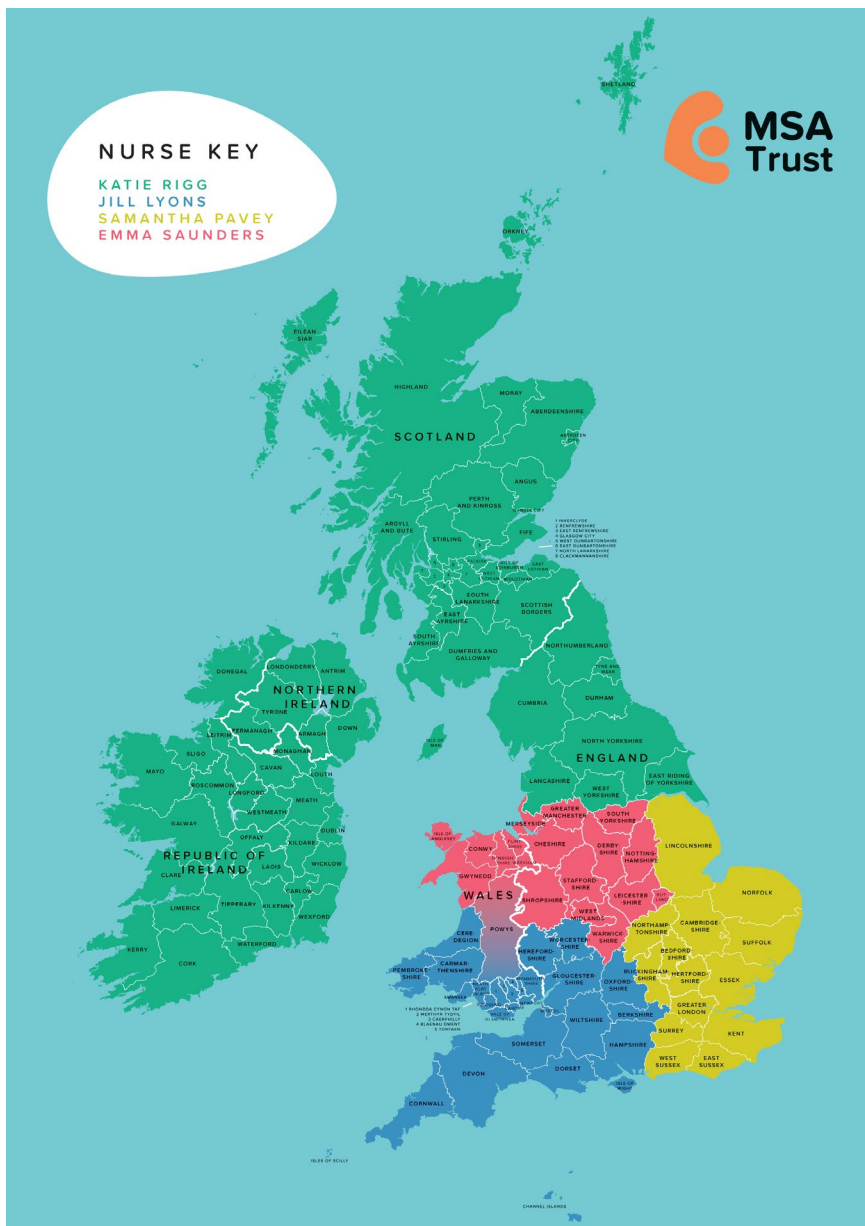 NURSE KEY
KATIE RIGG
JILL LYONS
SAMANTHA PAVEY
EMMA SAUNDERS
MSA
Trust
SHETLAND
ORKNEY
EILEAN
SIAR
HIGHLAND
MORAY
ABERDEENSHIRE
SCOTLAND
ANGUS
PERTH
AND KINROSS
ARGYLL
AND BUTE
STIRLING
FIFE
1 INVERCLYDE
2 RENFREWSHIRE
3 EAST RENFREWSHIRE
4 GLASGOW CITY
5 WEST DUNBARTONSHIRE
6 EAST DUNBARTONSHIRE
7 NORTH LANARKSHIRE
8 CLACKMANNANSHIRE
SOUTH
LANARKSHIRE
EAST
AYRSHIRE
SCOTTISH
BORDERS
SOUTH
AYRSHIRE
DUMFRIES AND
GALLOWAY
NORTHUMBERLAND
TYNE AND
WEAR
DURHAM
CUMBRIA
NORTH YORKSHIRE
ENGLAND
LANCASHIRE
WEST
YORKSHIRE
EAST RIDING
OF YORKSHIRE
ISLE OF
MAN
DONEGAL
LONDONDERRY
ANTRIM
NORTHERN
IRELAND
TYRONE
FERMANAGH
ARMAGH
DOWN
LEITRIM
MONAGHAN
SLIGO
CAVAN
LOUTH
MAYO
ROSCOMMON
LONGFORD
MEATH
WESTMEATH
GALWAY
DUBLIN
OFFALY
KILDARE
REPUBLIC OF
IRELAND
LAOIS
WICKLOW
CLARE
CARLOW
LIMERICK
TIPPERARY
KILKENNY
WEXFORD
WATERFORD
KERRY
CORK
MERSEYSIDE
GREATER
MANCHESTER
SOUTH
YORKSHIRE
ISLE OF
ANGLESEY
CONWY
FLINT
SHIRE
CHESHIRE
DERBY
SHIRE
NOTTING-
HAMSHIRE
LINCOLNSHIRE
GWYNEDD
WALES
SHROPSHIRE
STAFFORD-
SHIRE
LEICESTER
SHIRE
RUT-
LAND
NORFOLK
WEST
MIDLANDS
WARWICK-
SHIRE
NORTHAMP
TONSHIRE
CAMBRIDGE
SHIRE
SUFFOLK
POWYS
CERE-
DEGION
HEREFORD-
SHIRE
WORCESTER
SHIRE
BEDFORD
SHIRE
PEMBROKE-
SHIRE
CARMAR-
THENSHIRE
GLOUCESTER-
SHIRE
OXFORD-
SHIRE
BUCKINGHAM-
SHIRE
HERTFORD-
SHIRE
ESSEX
SWANSEA
1 RHONDDA CYNON TAF
2 MERTHYR TYDFIL
3 CAERPHILLY
4 BLAENAU GWENT
5 TORFAEN
GREATER
LONDON
BERKSHIRE
WILTSHIRE
SURREY
KENT
SOMERSET
HAMPSHIRE
WEST
SUSSEX
EAST
SUSSEX
DEVON
DORSET
ISLE OF
WIGHT
CORNWALL
ISLES OF SCILLY
CHANNEL ISLANDS